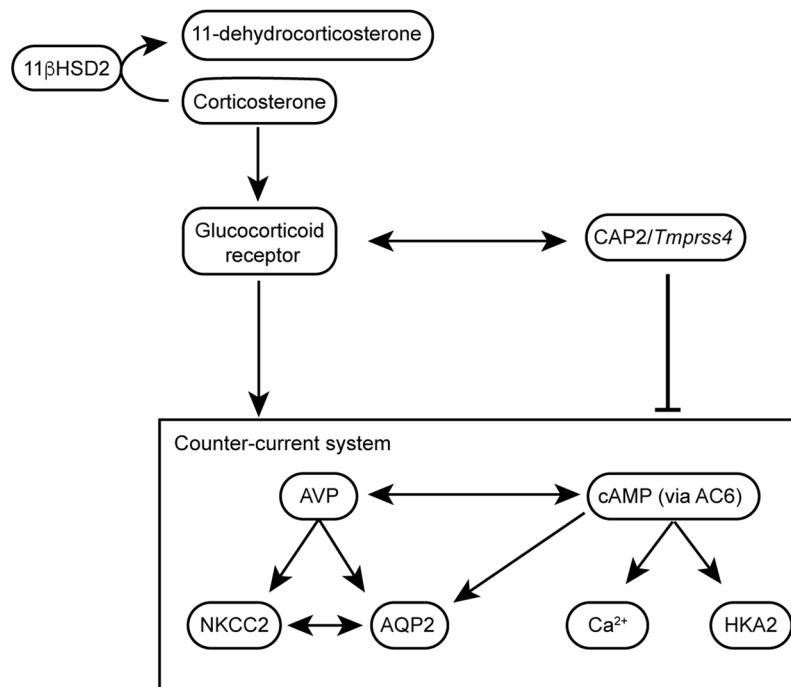 11-dehydrocorticosterone
11βHSD2
Corticosterone
Glucocorticoid
receptor
CAP2/Tmprss4
Counter-current system
AVP
cAMP (via AC6)
NKCC2
AQP2
Ca²⁺
HKA2